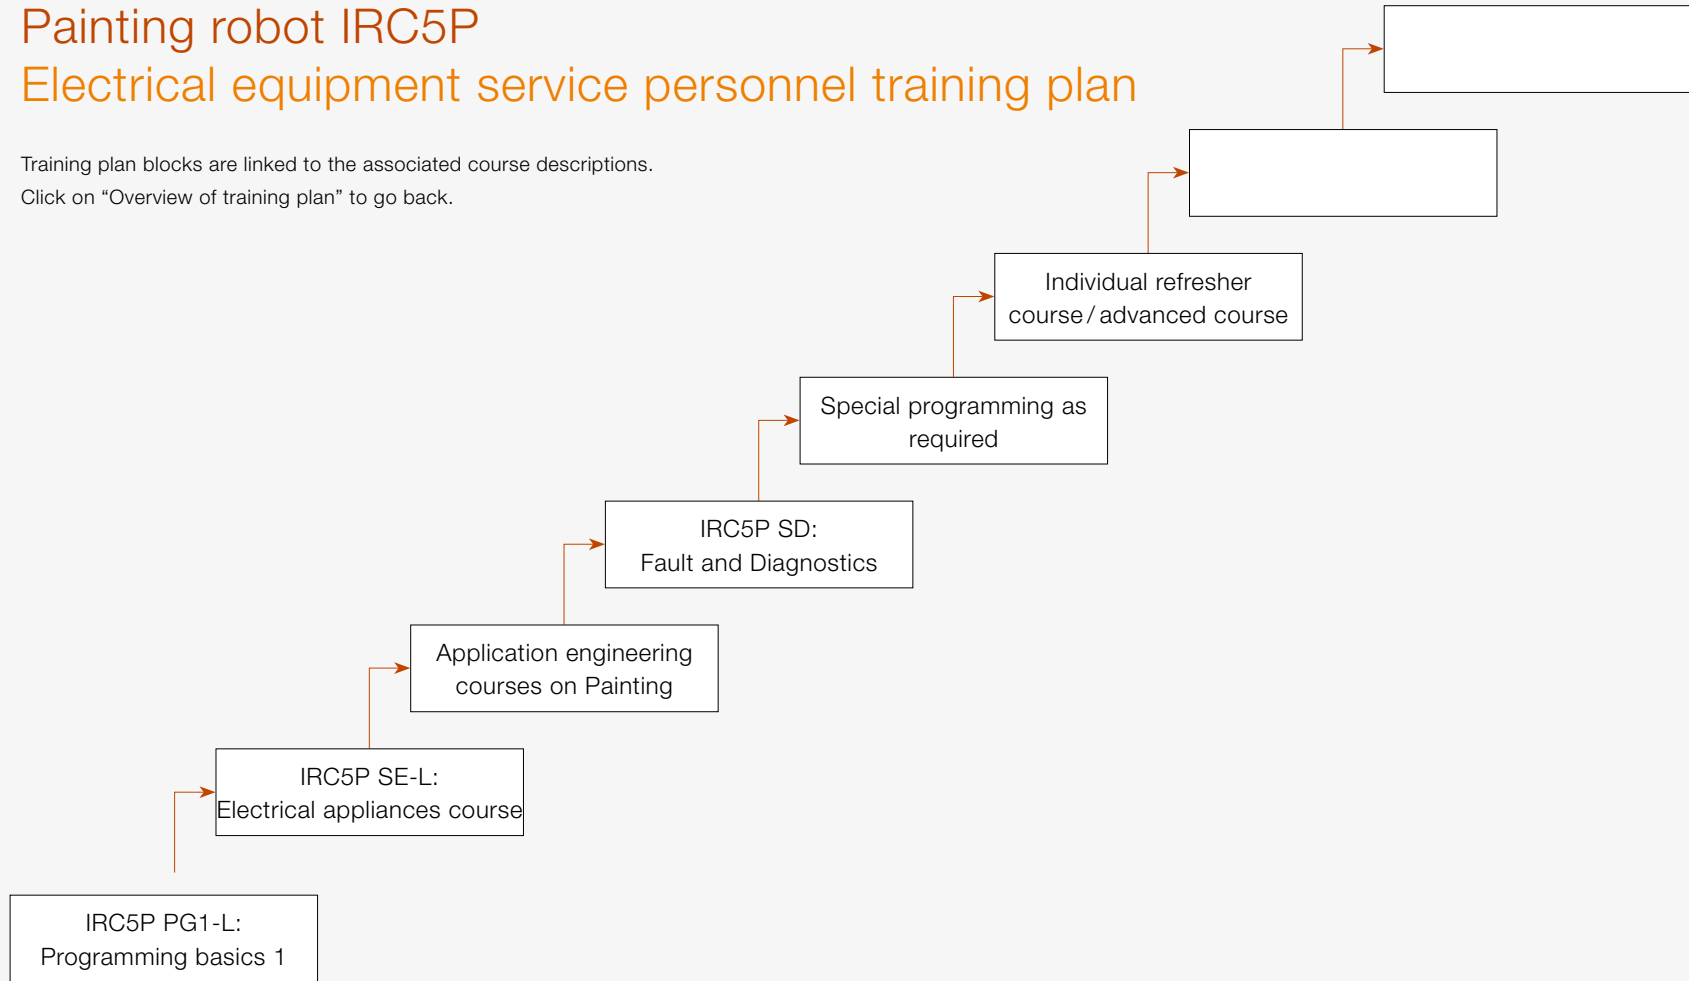 Painting robot IRC5P
Electrical equipment service personnel training plan
Training plan blocks are linked to the associated course descriptions.
Click on “Overview of training plan” to go back.
Individual refresher
course / advanced course
Special programming as
required
IRC5P SD:
Fault and Diagnostics
Application engineering
courses on Painting
IRC5P SE-L:
Electrical appliances course
IRC5P PG1-L:
Programming basics 1